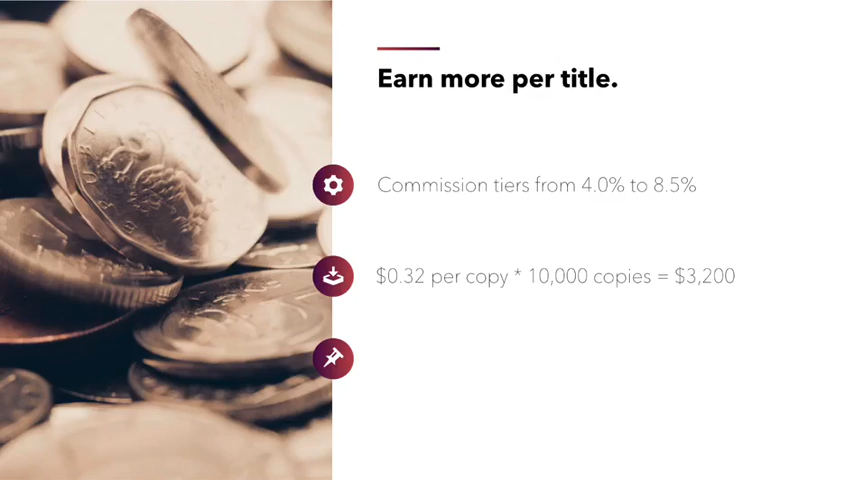 Earn more per title.
Commission tiers from 4.0% to 8.5%
$0.32 per copy * 10,000 copies = $3,200